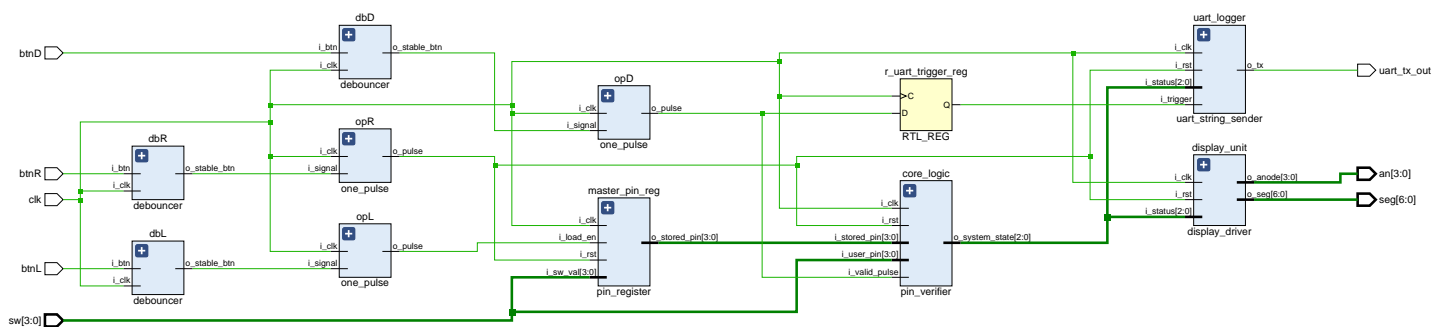 dbD
btnD
i_btn
o_stable_btn
i_clk
debouncer
dbR
btnR
i_btn
o_stable_btn
i_clk
debouncer
clk
dbL
btnL
i_btn
o_stable_btn
i_clk
debouncer
sw[3:0]
opR
i_clk
o_pulse
i_signal
one_pulse
opL
i_clk
o_pulse
i_signal
one_pulse
opD
i_clk
o_pulse
i_signal
one_pulse
master_pin_reg
i_clk
i_load_en
o_stored_pin[3:0]
i_rst
i_sw_val[3:0]
pin_register
r_uart_trigger_reg
C
Q
D
RTL_REG
core_logic
i_clk
i_rst
i_stored_pin[3:0]
o_system_state[2:0]
i_user_pin[3:0]
i_valid_pulse
pin_verifier
uart_logger
i_clk
i_rst
o_tx
i_status[2:0]
i_trigger
uart_string_sender
uart_tx_out
display_unit
i_clk
o_anode[3:0]
i_rst
o_seg[6:0]
i_status[2:0]
display_driver
an[3:0]
seg[6:0]